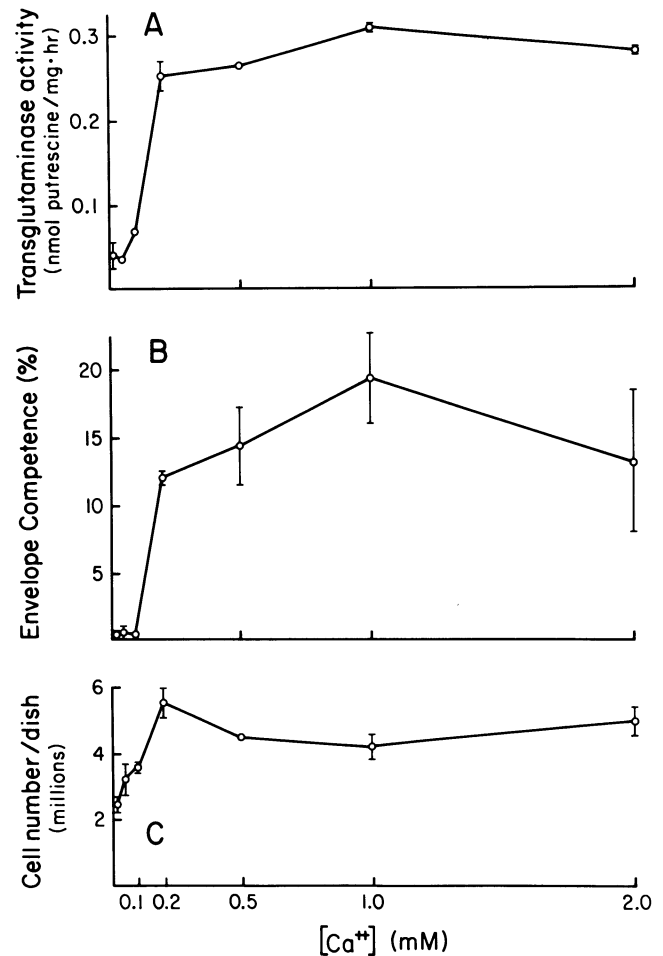 A
Transglutaminase activity
(nmol putrescine/mg·hr)
0.3
0.2
0.1
B
Envelope Competence (%)
20
15
10
5
C
Cell number/dish
(millions)
6
4
2
0.1 0.2 0.5 1.0 2.0
[Ca⁺⁺] (mM)